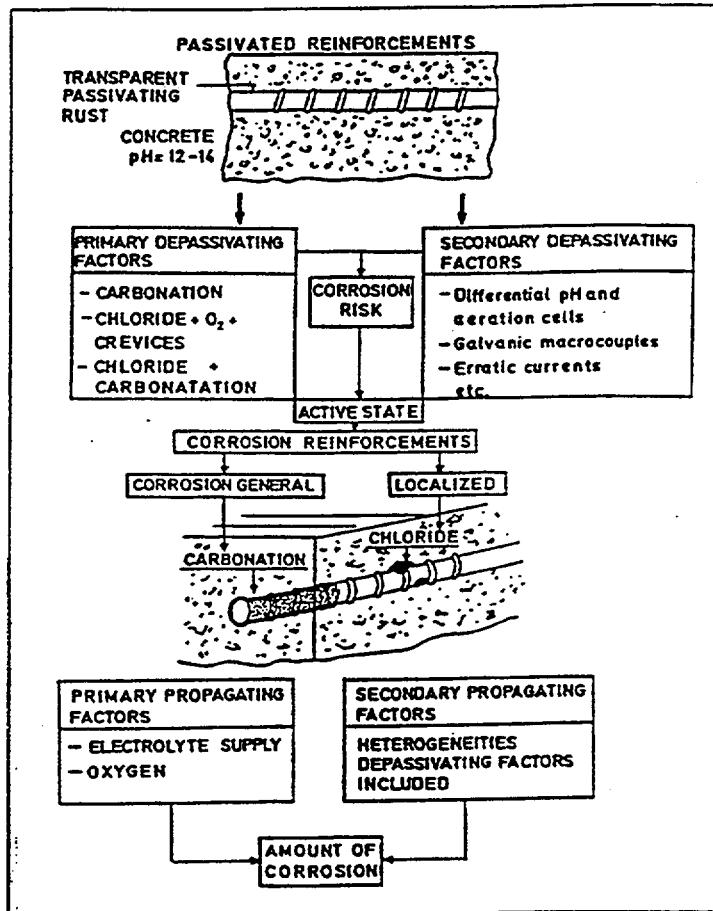 PASSIVATED REINFORCEMENTS
TRANSPARENT
PASSIVATING
RUST
CONCRETE
pH= 12-14
PRIMARY DEPASSIVATING
FACTORS
- CARBONATION
- CHLORIDE + O₂ +
CREVICES
- CHLORIDE +
CARBONATATION
CORROSION
RISK
SECONDARY DEPASSIVATING
FACTORS
- Differential pH and
aeration cells
- Galvanic macrocouples
- Erratic currents
etc.
ACTIVE STATE
CORROSION REINFORCEMENTS
CORROSION GENERAL
LOCALIZED
CHLORIDE
CARBONATION
PRIMARY PROPAGATING
FACTORS
- ELECTROLYTE SUPPLY
- OXYGEN
SECONDARY PROPAGATING
FACTORS
HETEROGENEITIES
DEPASSIVATING FACTORS
INCLUDED
AMOUNT OF
CORROSION